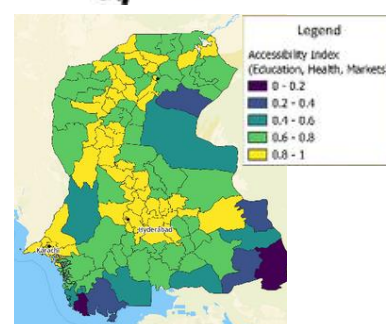 Legend
Accessibility Index
(Education, Health, Markets)
0 - 0.2
0.2 - 0.4
0.4 - 0.6
0.6 - 0.8
0.8 - 1
Hyderabad
Karachi